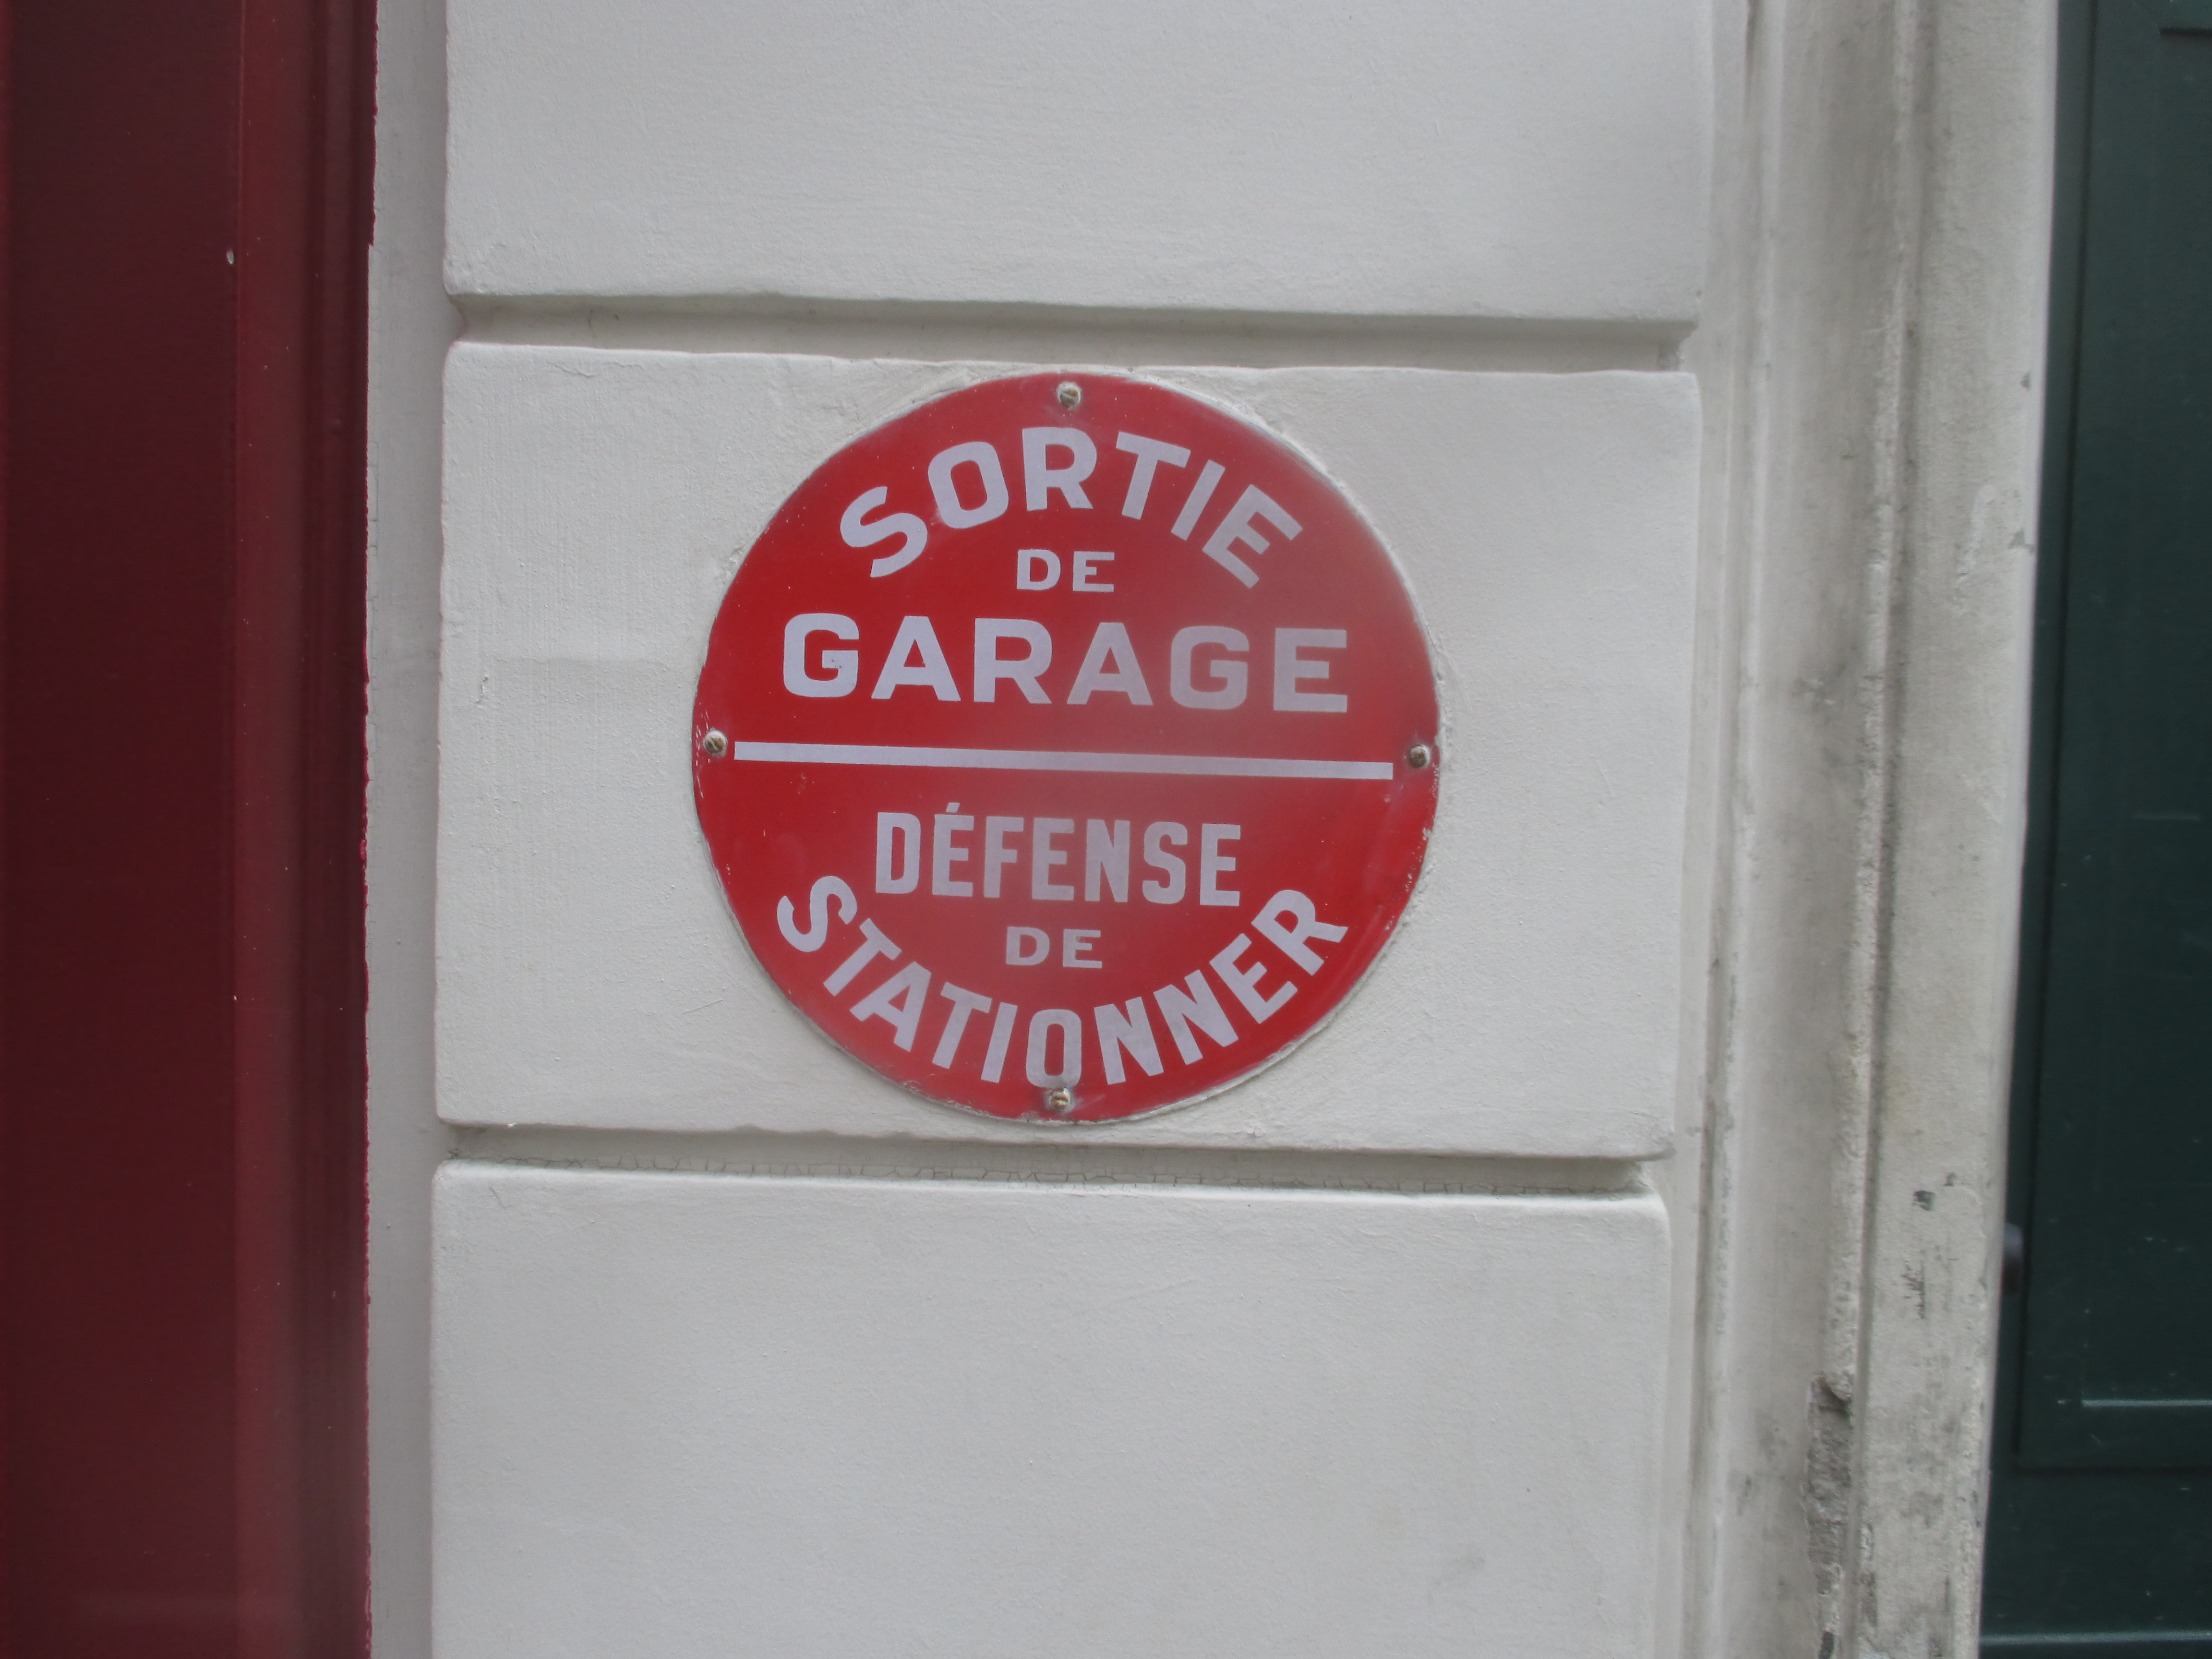 SORTIE
DE
GARAGE
DÉFENSE
DE
STATIONNER